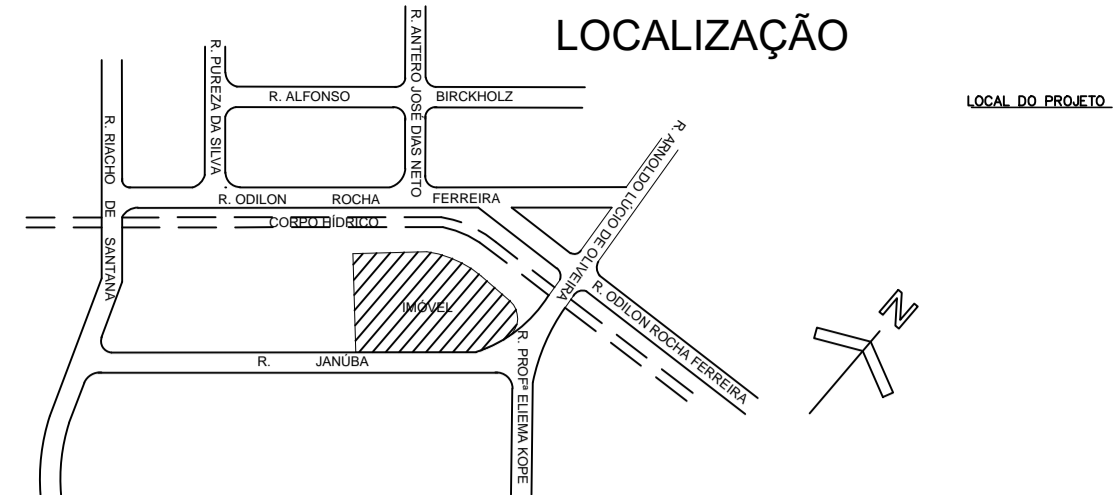 LOCALIZAÇÃO
LOCAL DO PROJETO
R. ANTERO JOSÉ DIAS NETO
R. PUREZA DA SILVA
R. ALFONSO BIRCKHOLZ
R. RIACHO DE SANTANA
R. ARNOLDO LÚCIO DE OLIVEIRA
R. ODILON ROCHA FERREIRA
CORPO HÍDRICO
IMÓVEL
R. ODILON ROCHA FERREIRA
N
R. JANÚBA
R. PROFª ELIEMA KOPE